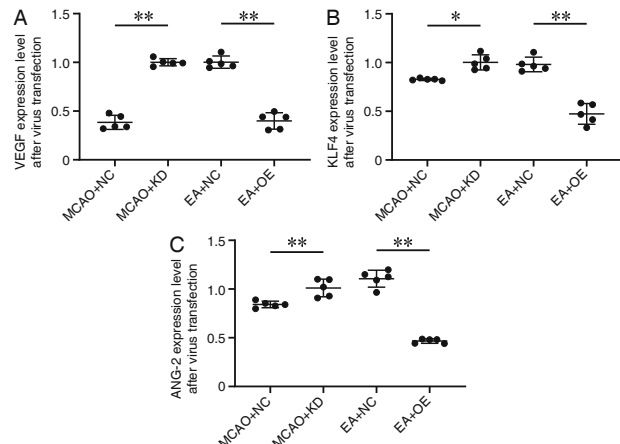 A
**
**
VEGF expression level
after virus transfection
1.5
1.0
0.5
0
MCAO+NC
MCAO+KD
EA+NC
EA+OE
B
*
**
KLF4 expression level
after virus transfection
1.5
1.0
0.5
0
MCAO+NC
MCAO+KD
EA+NC
EA+OE
C
**
**
ANG-2 expression level
after virus transfection
1.5
1.0
0.5
0
MCAO+NC
MCAO+KD
EA+NC
EA+OE